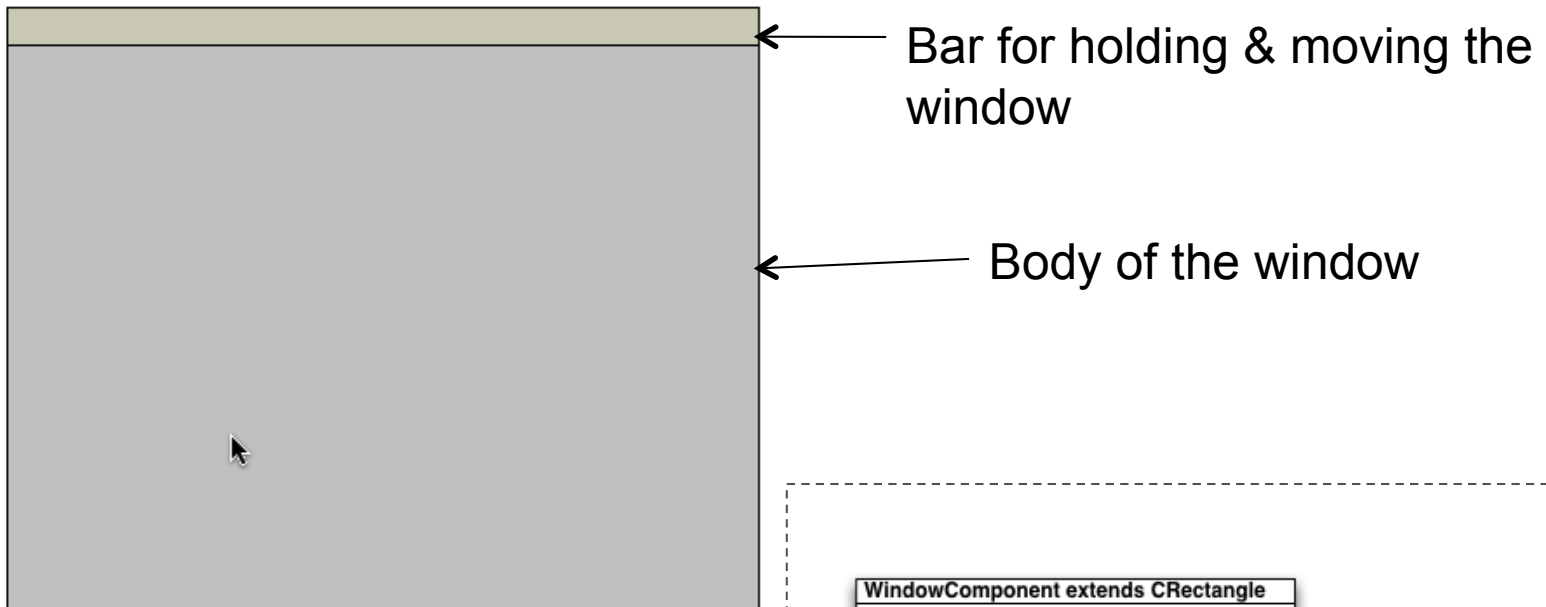 Bar for holding & moving the
window
Body of the window
WindowComponent extends CRectangle